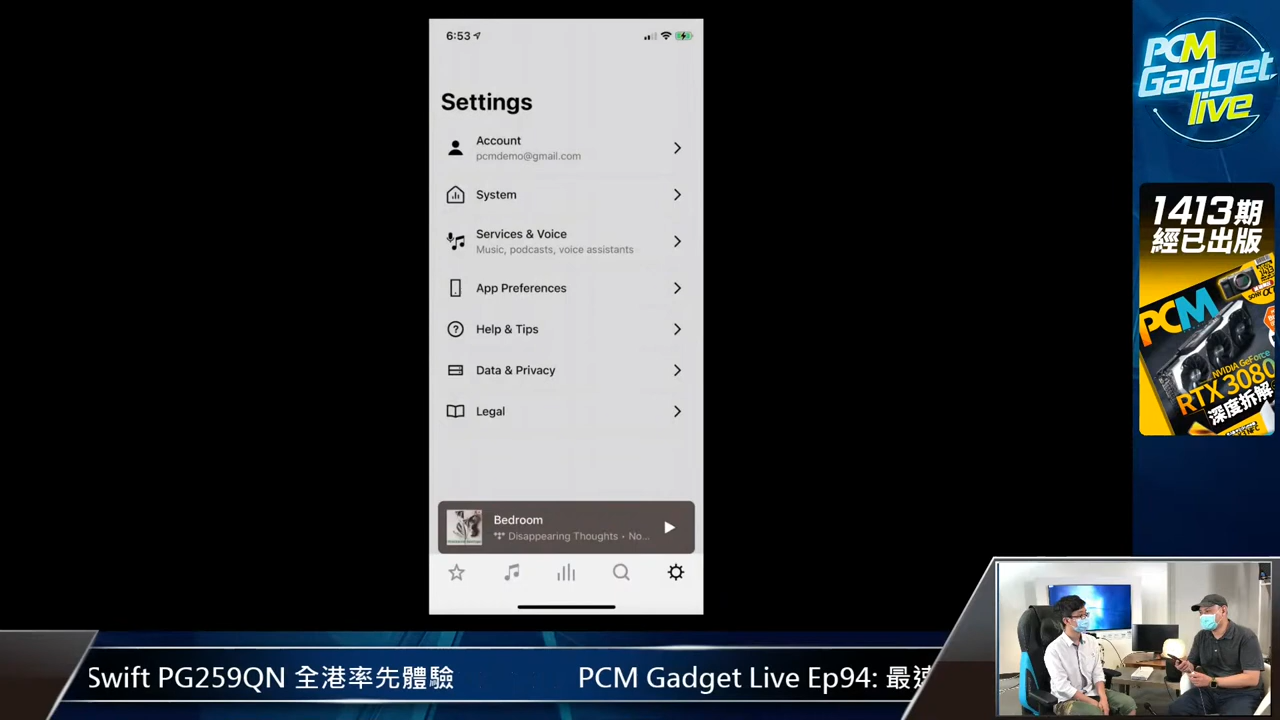 6:53
Settings
Account
pcmdemo@gmail.com
System
Services & Voice
Music, podcasts, voice assistants
App Preferences
Help & Tips
Data & Privacy
Legal
Bedroom
Disappearing Thoughts • No...
PCM
Gadget
live
1413期
經已出版
PCM
SONY α
NVIDIA GeForce
RTX 3080
深度拆解
Swift PG259QN 全港率先體驗
PCM Gadget Live Ep94: 最速